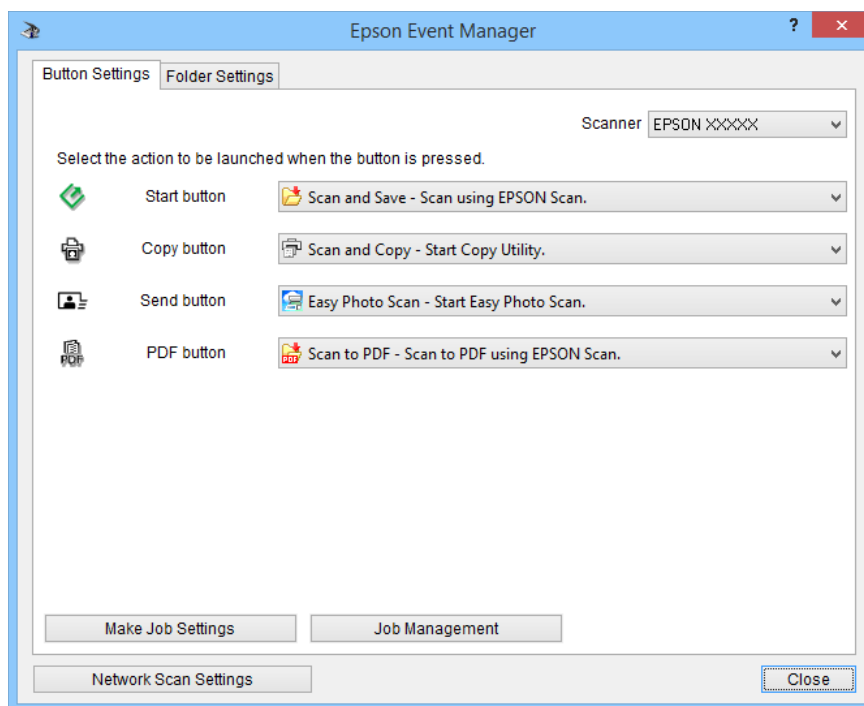 Epson Event Manager
?
Button Settings
Folder Settings
Scanner
EPSON XXXXX
Select the action to be launched when the button is pressed.
Start button
Scan and Save - Scan using EPSON Scan.
Copy button
Scan and Copy - Start Copy Utility.
Send button
Easy Photo Scan - Start Easy Photo Scan.
PDF
PDF button
PDF
Scan to PDF - Scan to PDF using EPSON Scan.
Make Job Settings
Job Management
Network Scan Settings
Close